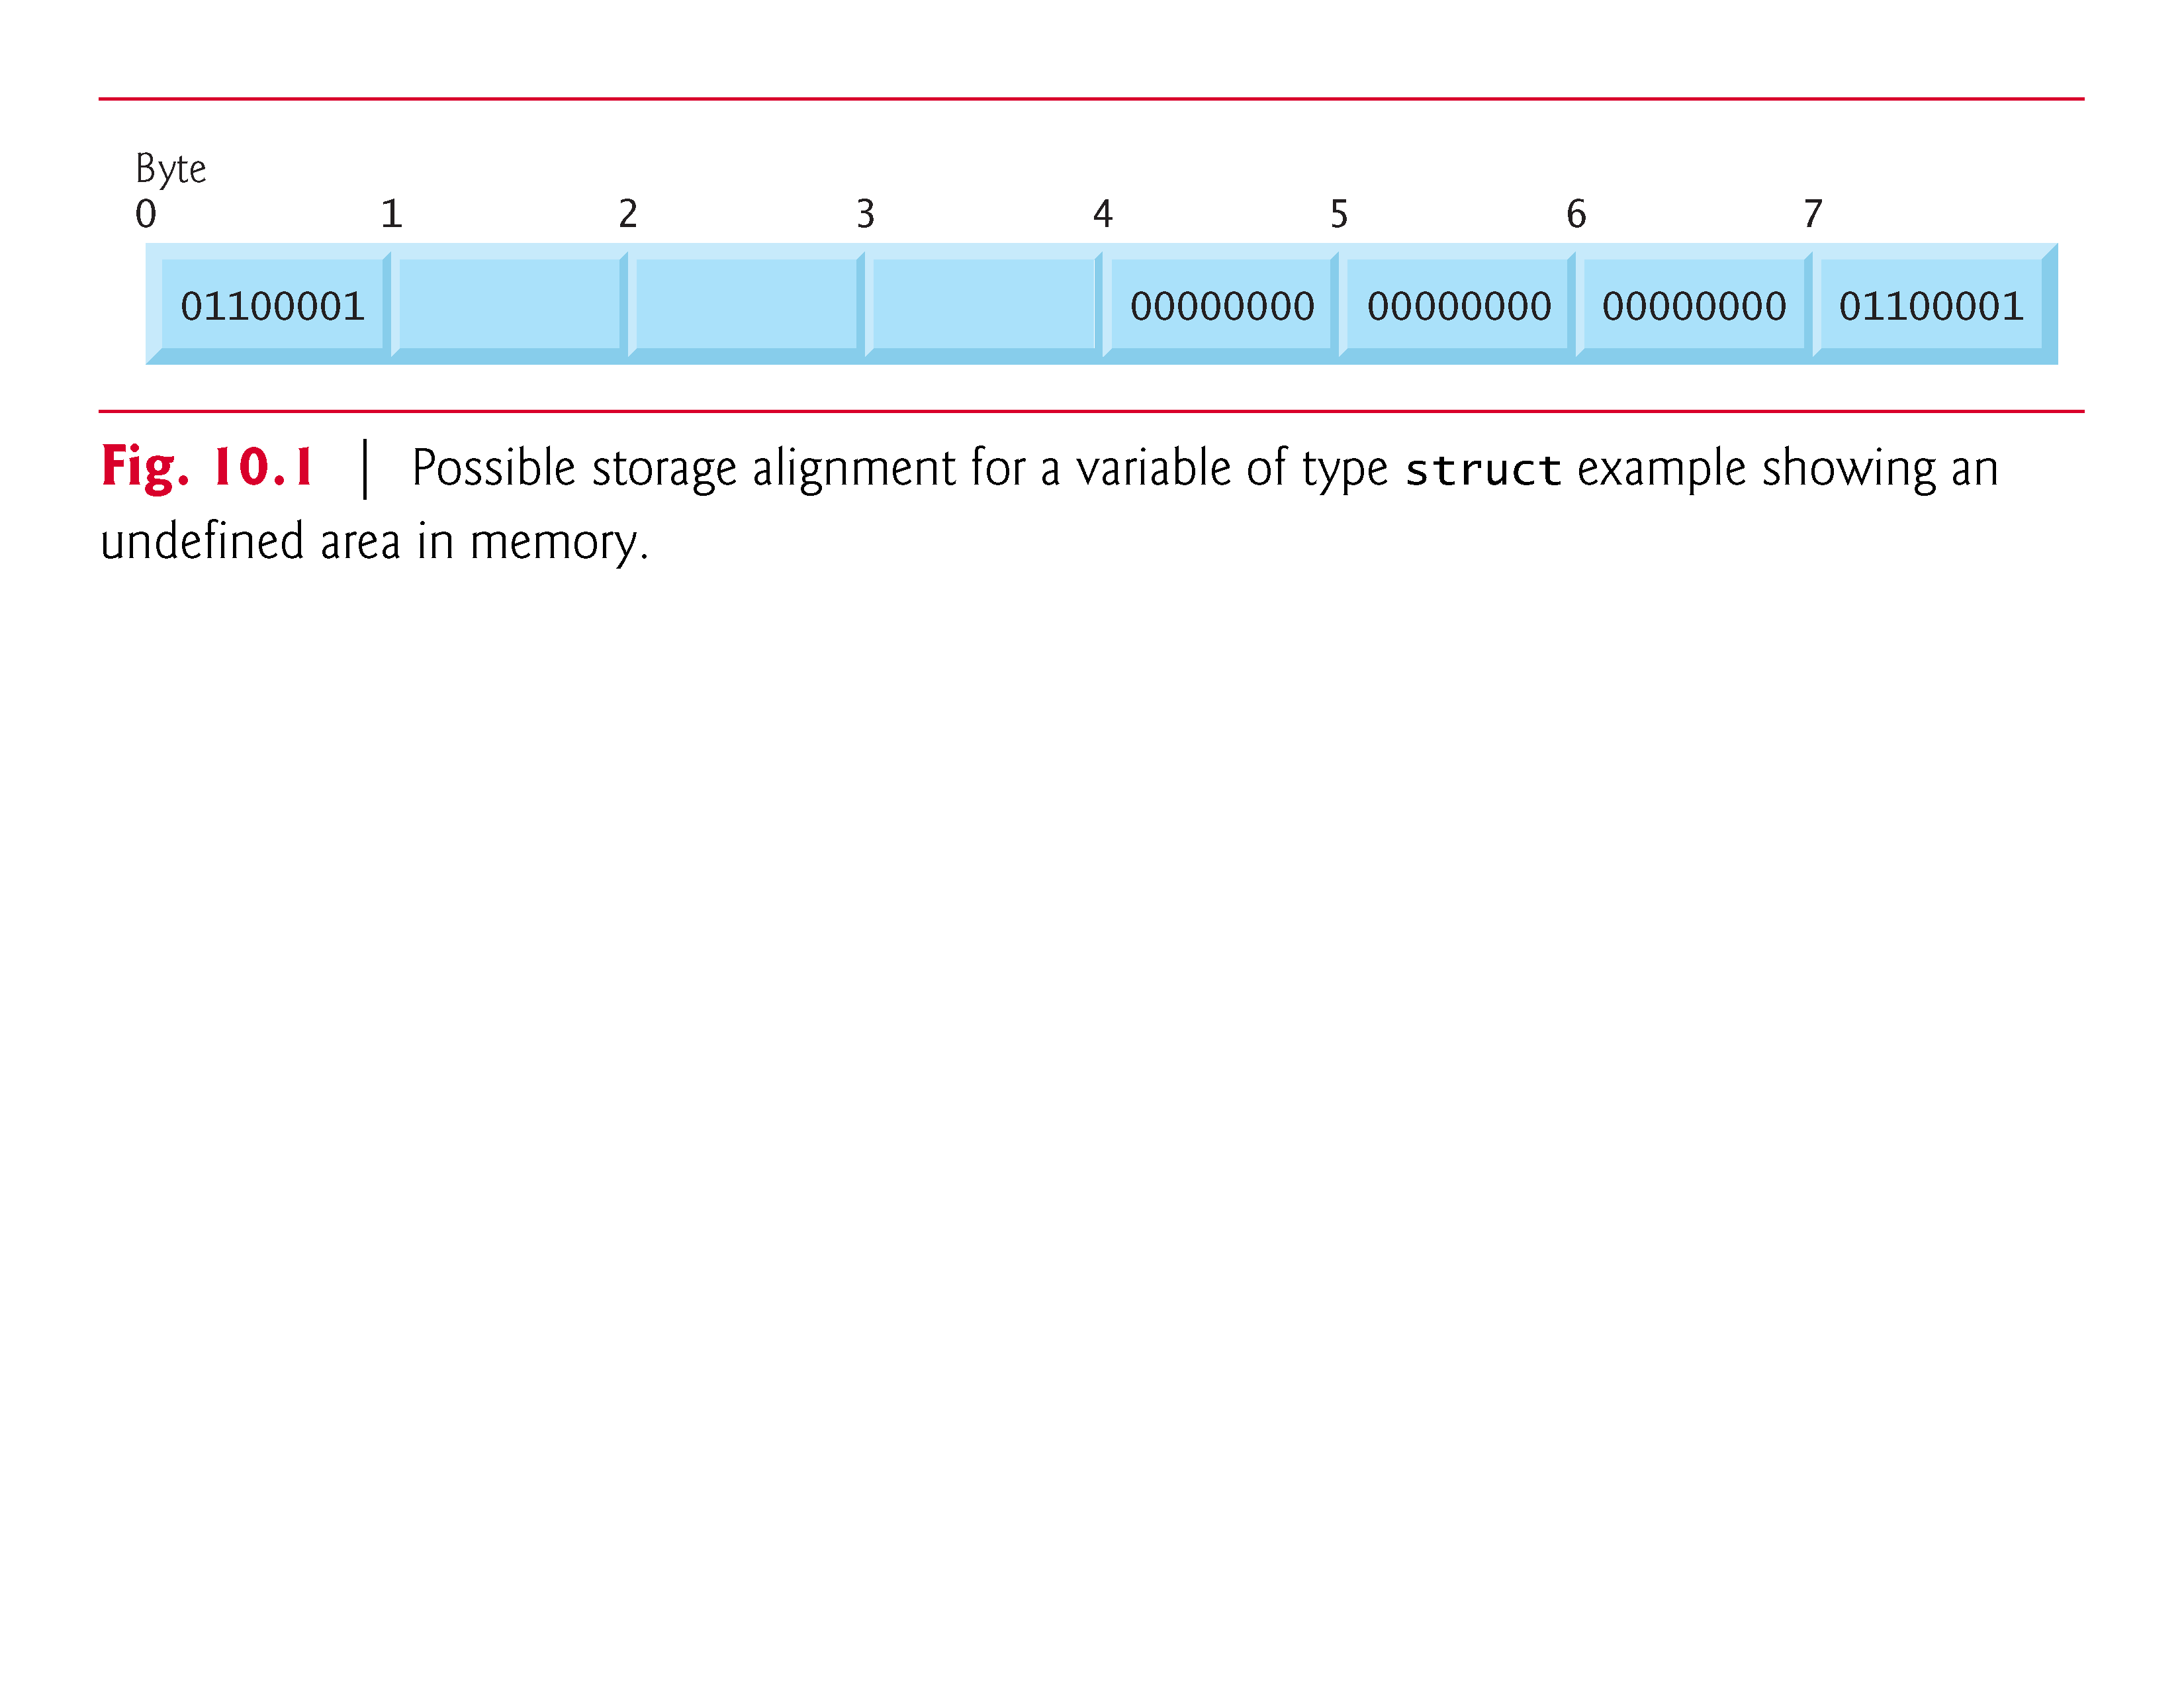 Byte
0 1 2 3 4 5 6 7
01100001 00000000 00000000 00000000 01100001
Fig. 10.1 | Possible storage alignment for a variable of type struct example showing an
undefined area in memory.